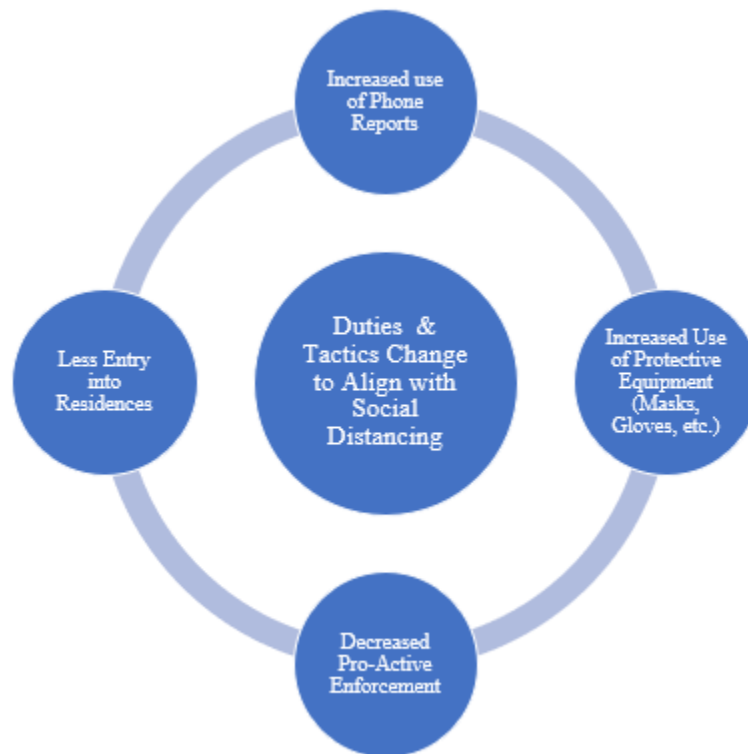 Increased use
of Phone
Reports
Less Entry
into
Residences
Duties & 
Tactics Change
to Align with
Social
Distancing
Increased Use
of Protective
Equipment
(Masks,
Gloves, etc.)
Decreased
Pro-Active
Enforcement